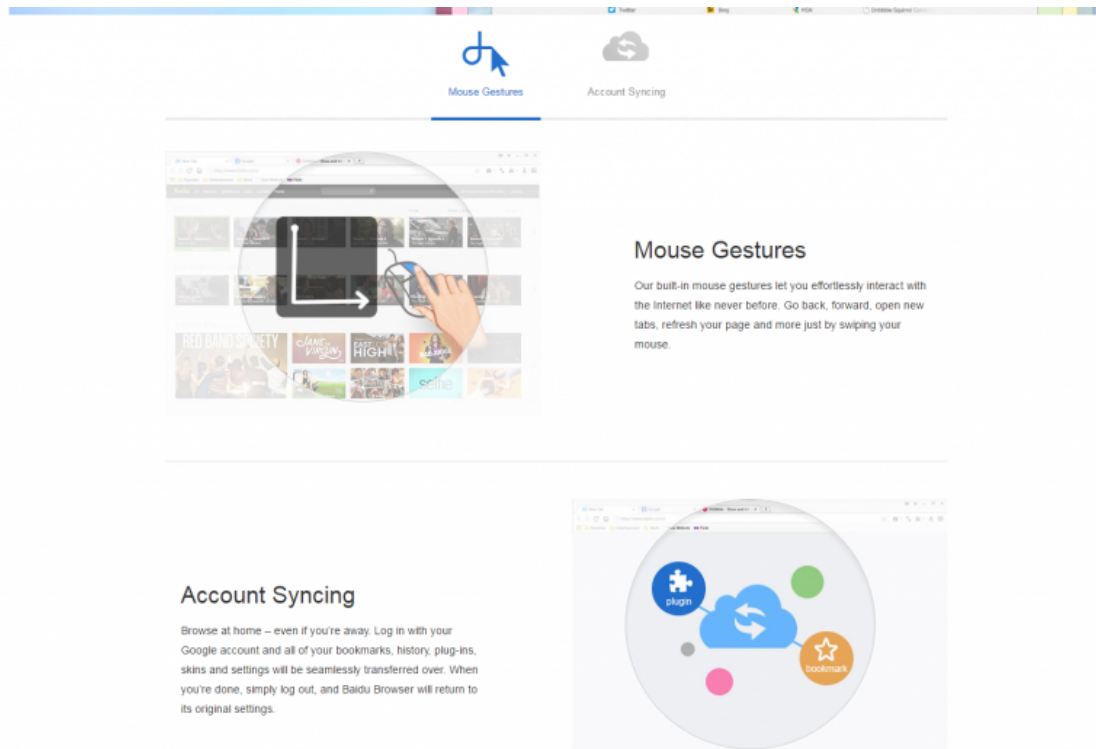 Twitter Bing
Mouse Gestures Account Syncing
RED BAND SOCIETY
JANE VIRGIN
EAST
HIGH
selfie
Mouse Gestures
Our built-in mouse gestures let you effortlessly interact with
the Internet like never before. Go back, forward, open new
tabs, refresh your page and more just by swiping your
mouse.
plugin
bookmark
Account Syncing
Browse at home – even if you're away. Log in with your
Google account and all of your bookmarks, history, plug-ins,
skins and settings will be seamlessly transferred over. When
you're done, simply log out, and Baidu Browser will return to
its original settings.